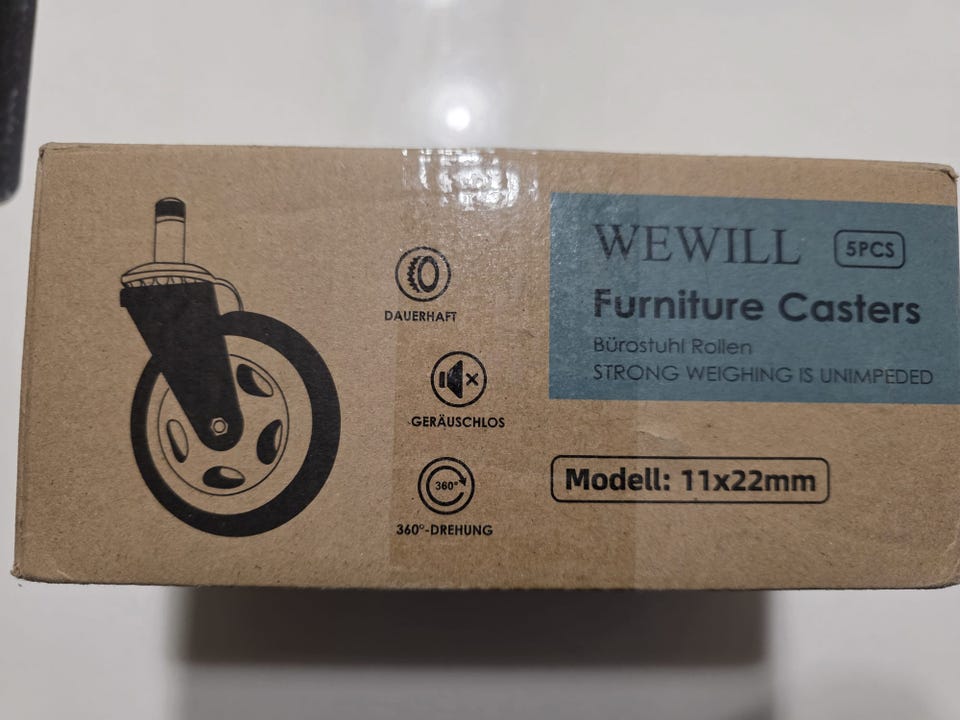 DAUERHAFT
GERÄUSCHLOS
360°
360°-DREHUNG
WEWILL 5PCS
Furniture Casters
Bürostuhl Rollen
STRONG WEIGHING IS UNIMPEDED
Modell: 11x22mm